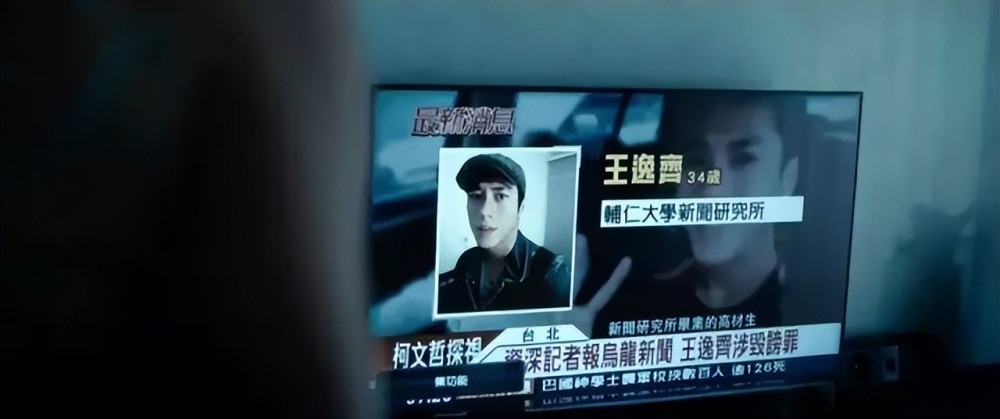 最新消息
王逸齊 34歲
輔仁大學新聞研究所
新聞研究所畢業的高材生
台北
柯文哲探視
資深記者報烏龍新聞 王逸齊涉毀謗罪
集功能
巴國神學士襲軍校挾數百人 逾126死